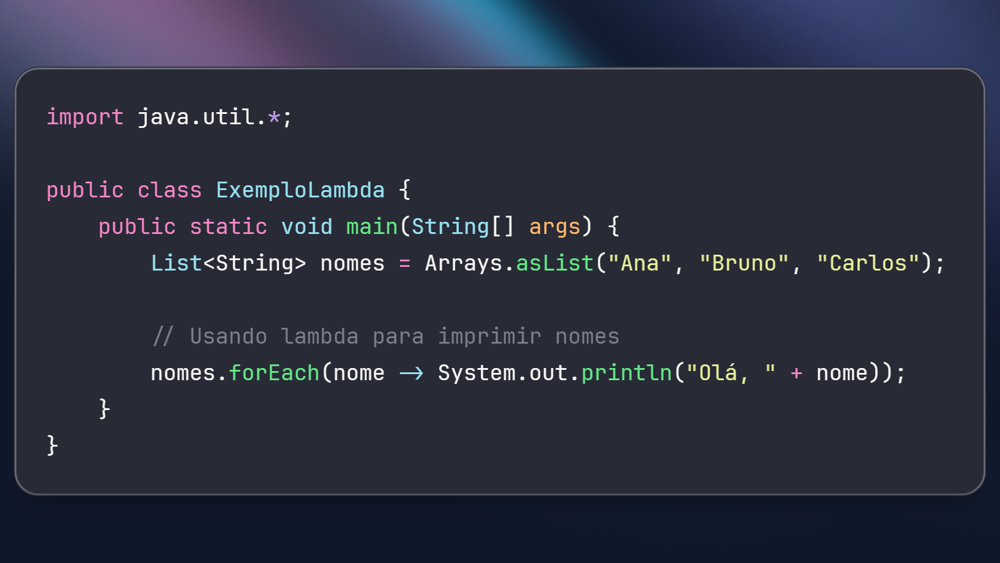 import java.util.*;
public class ExemploLambda {
public static void main(String[] args) {
List<String> nomes = Arrays.asList("Ana", "Bruno", "Carlos");
// Usando lambda para imprimir nomes
nomes.forEach(nome -> System.out.println("Olá, " + nome));
}
}